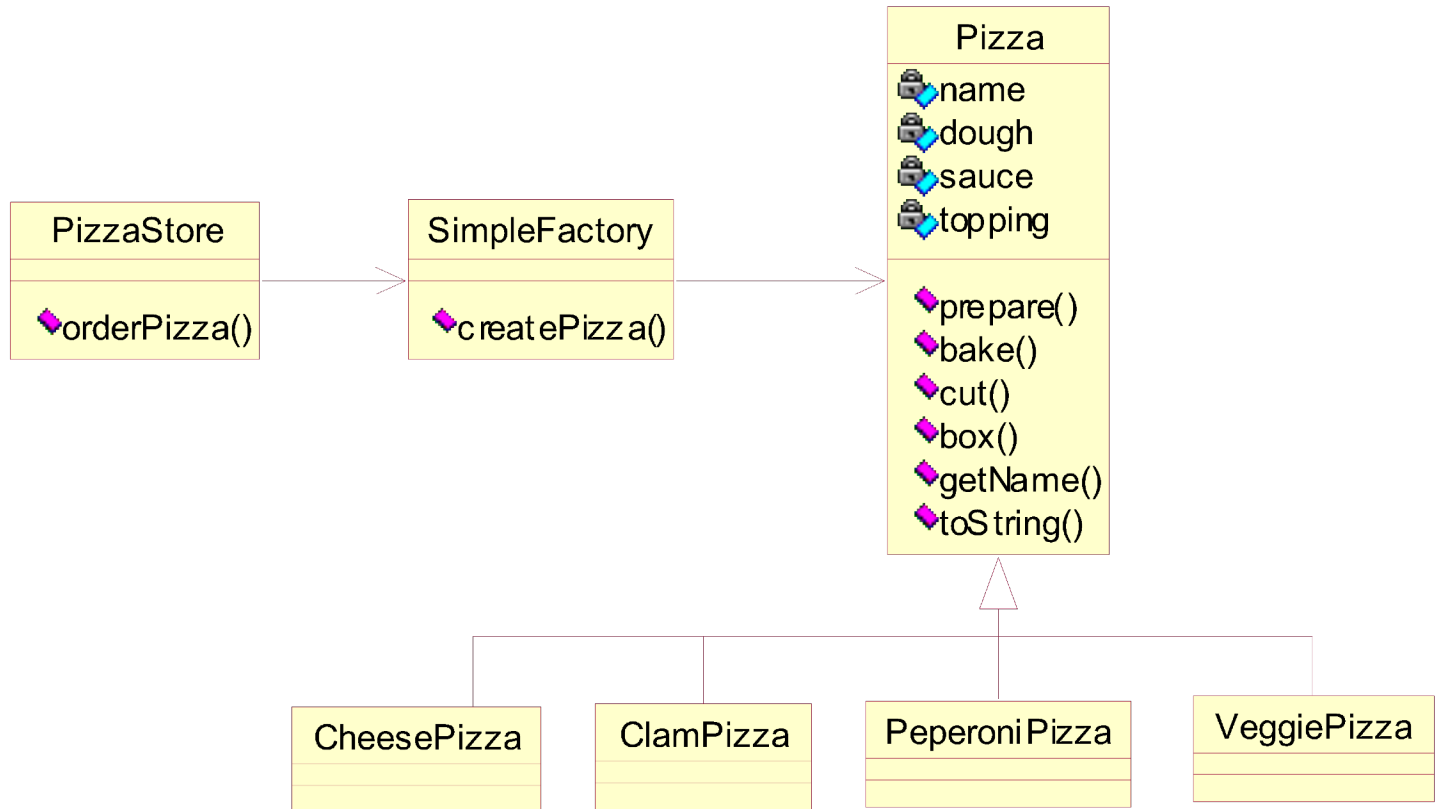 Pizza
name
dough
sauce
topping
prepare()
bake()
cut()
box()
getName()
toString()
PizzaStore
orderPizza()
SimpleFactory
createPizza()
CheesePizza
ClamPizza
PeperoniPizza
VeggiePizza